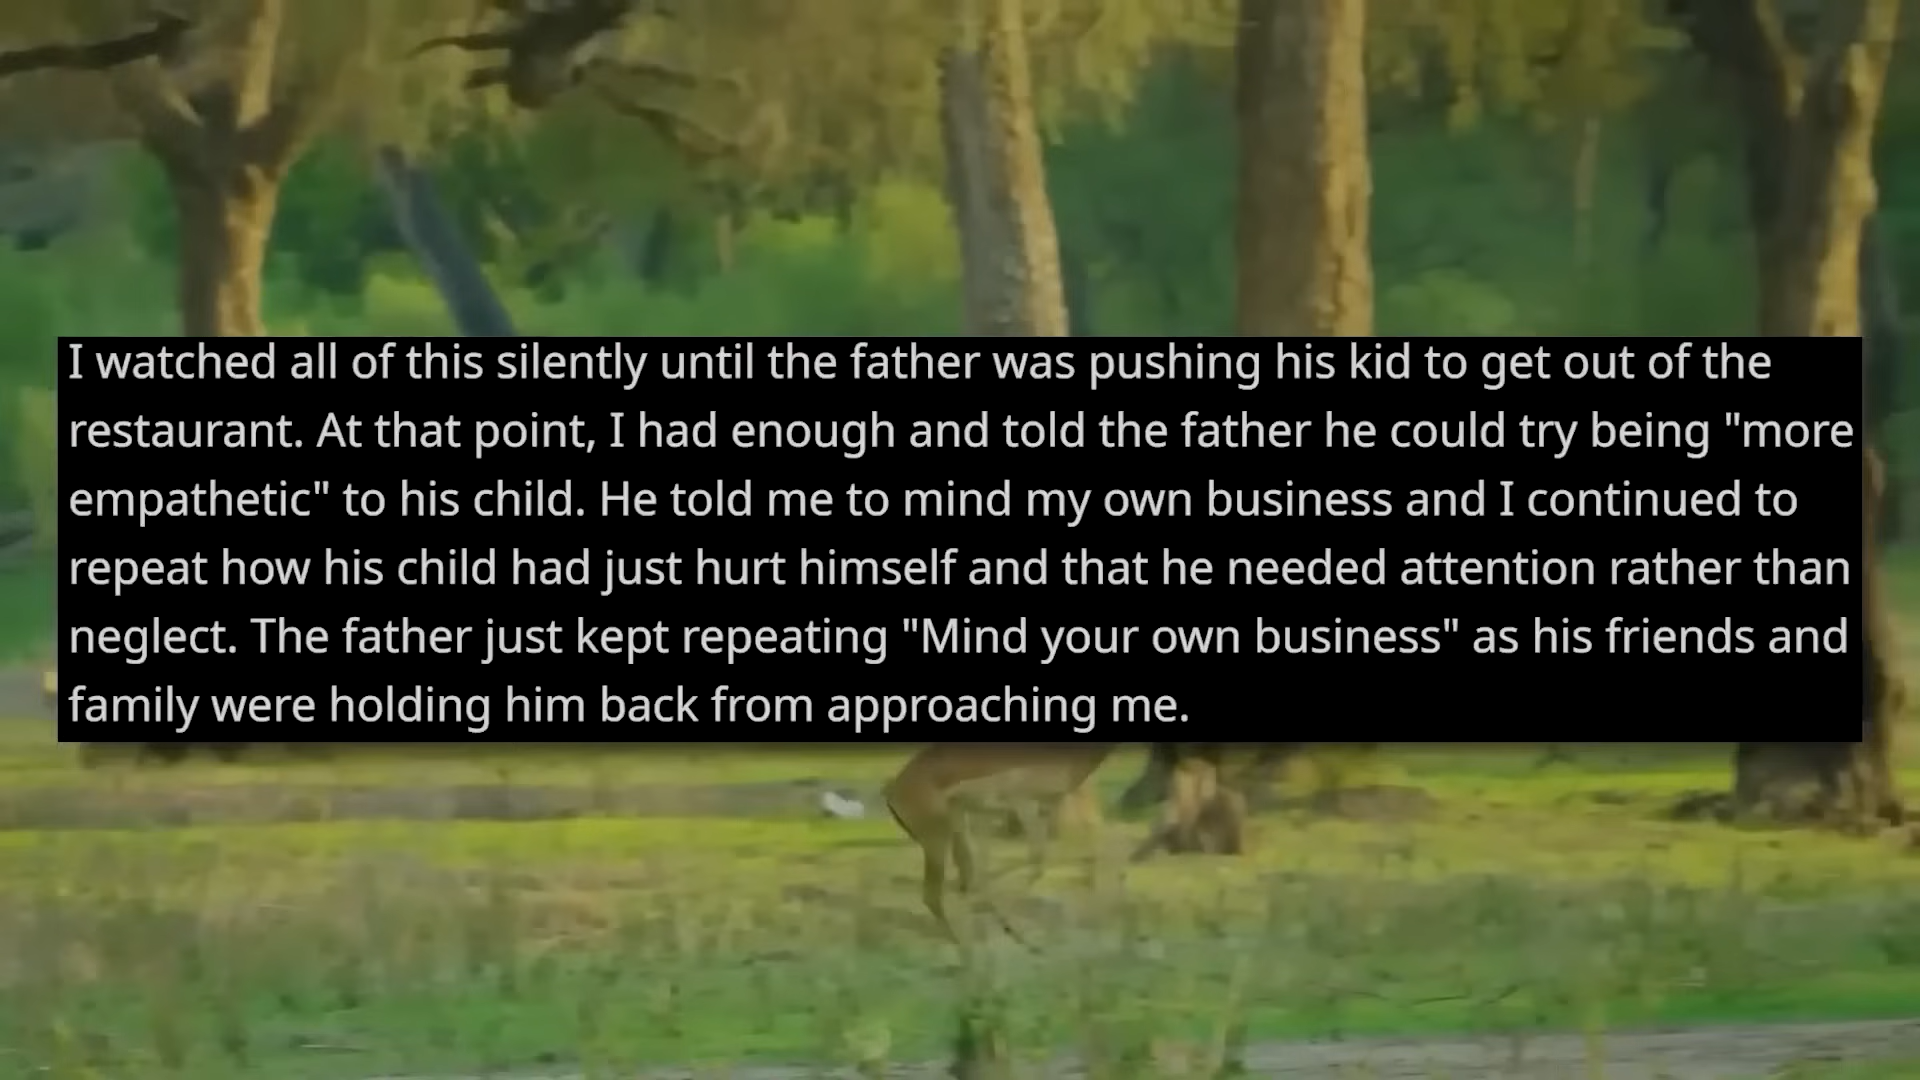 I watched all of this silently until the father was pushing his kid to get out of the
restaurant. At that point, I had enough and told the father he could try being "more
empathetic" to his child. He told me to mind my own business and I continued to
repeat how his child had just hurt himself and that he needed attention rather than
neglect. The father just kept repeating "Mind your own business" as his friends and
family were holding him back from approaching me.